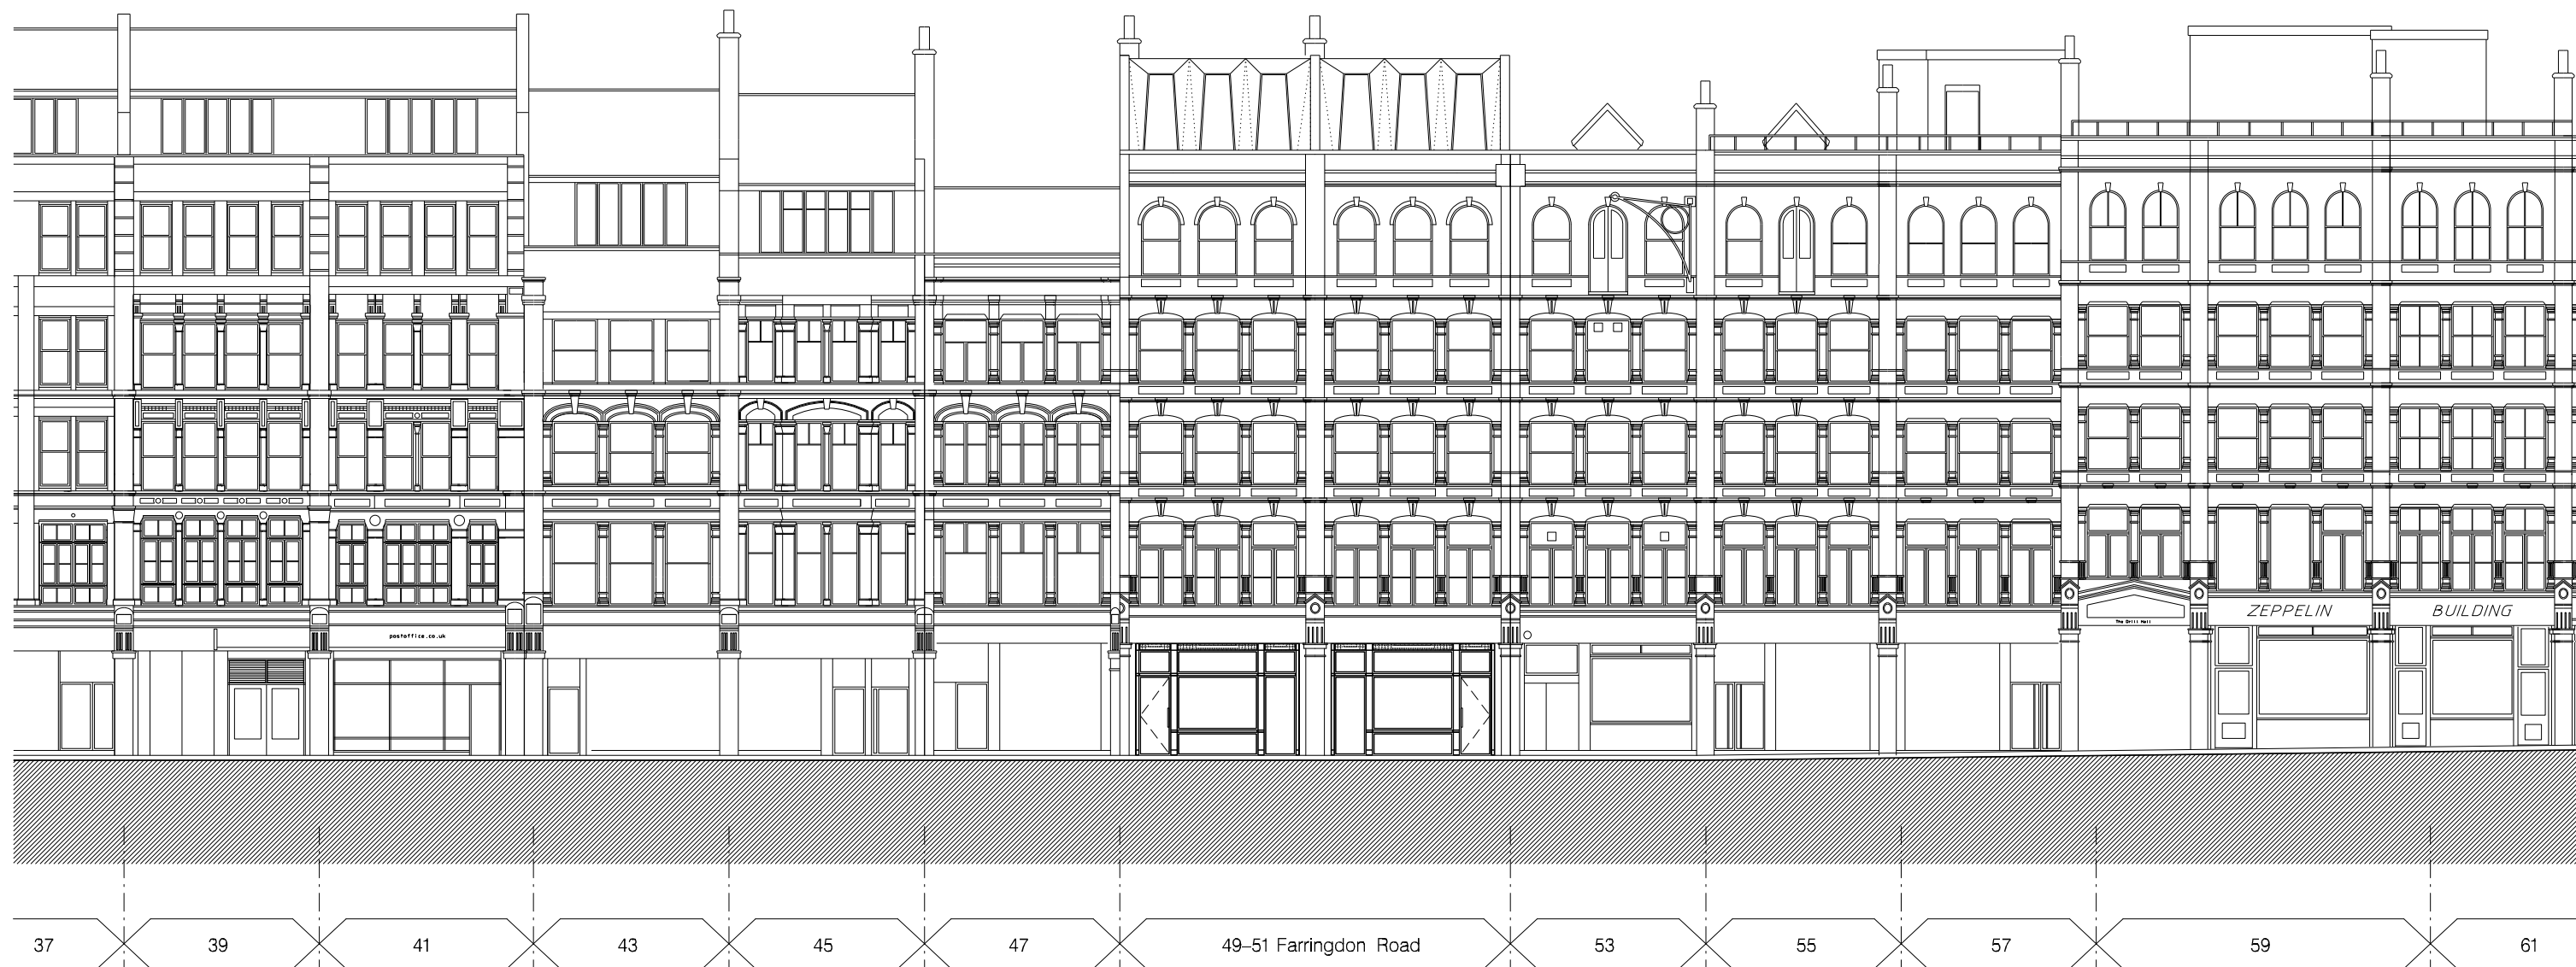 postoffice.co.uk
The Drill Hall
ZEPPELIN
BUILDING
37
39
41
43
45
47
49–51 Farringdon Road
53
55
57
59
61